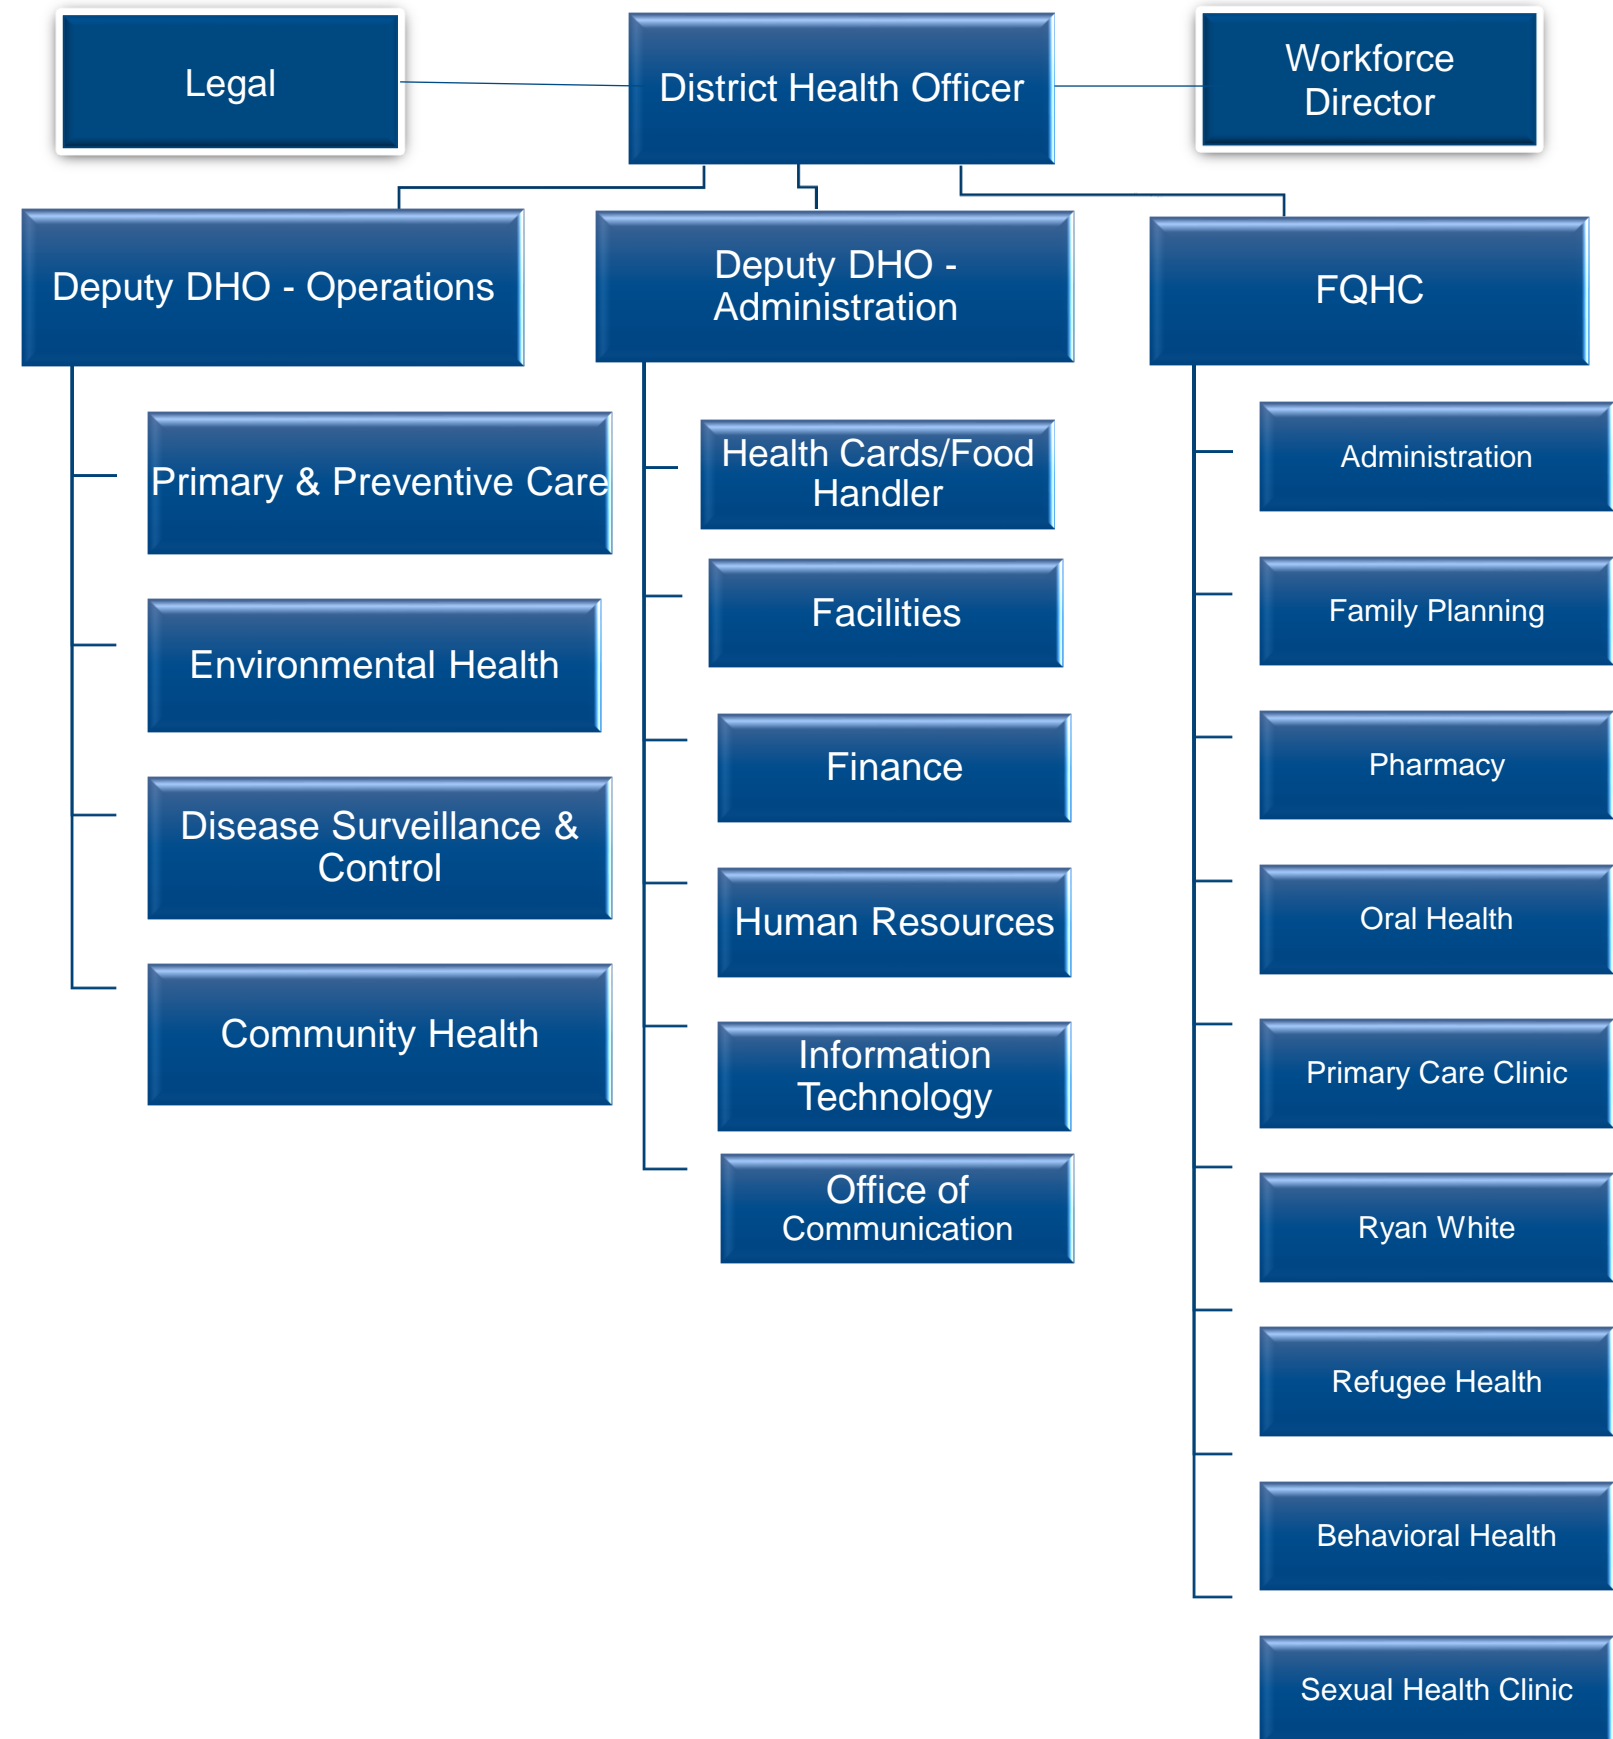 Legal
District Health Officer
Workforce
Director
Deputy DHO - Operations
Deputy DHO -
Administration
FQHC
Primary & Preventive Care
Environmental Health
Disease Surveillance &
Control
Community Health
Health Cards/Food
Handler
Facilities
Finance
Human Resources
Information
Technology
Office of
Communication
Administration
Family Planning
Pharmacy
Oral Health
Primary Care Clinic
Ryan White
Refugee Health
Behavioral Health
Sexual Health Clinic